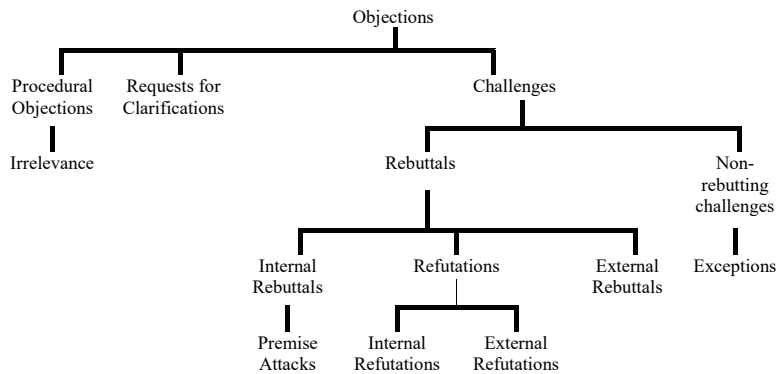 Objections
Procedural
Objections
Requests for
Clarifications
Challenges
Irrelevance
Rebuttals
Non-
rebutting
challenges
Internal
Rebuttals
Refutations
External
Rebuttals
Exceptions
Premise
Attacks
Internal
Refutations
External
Refutations